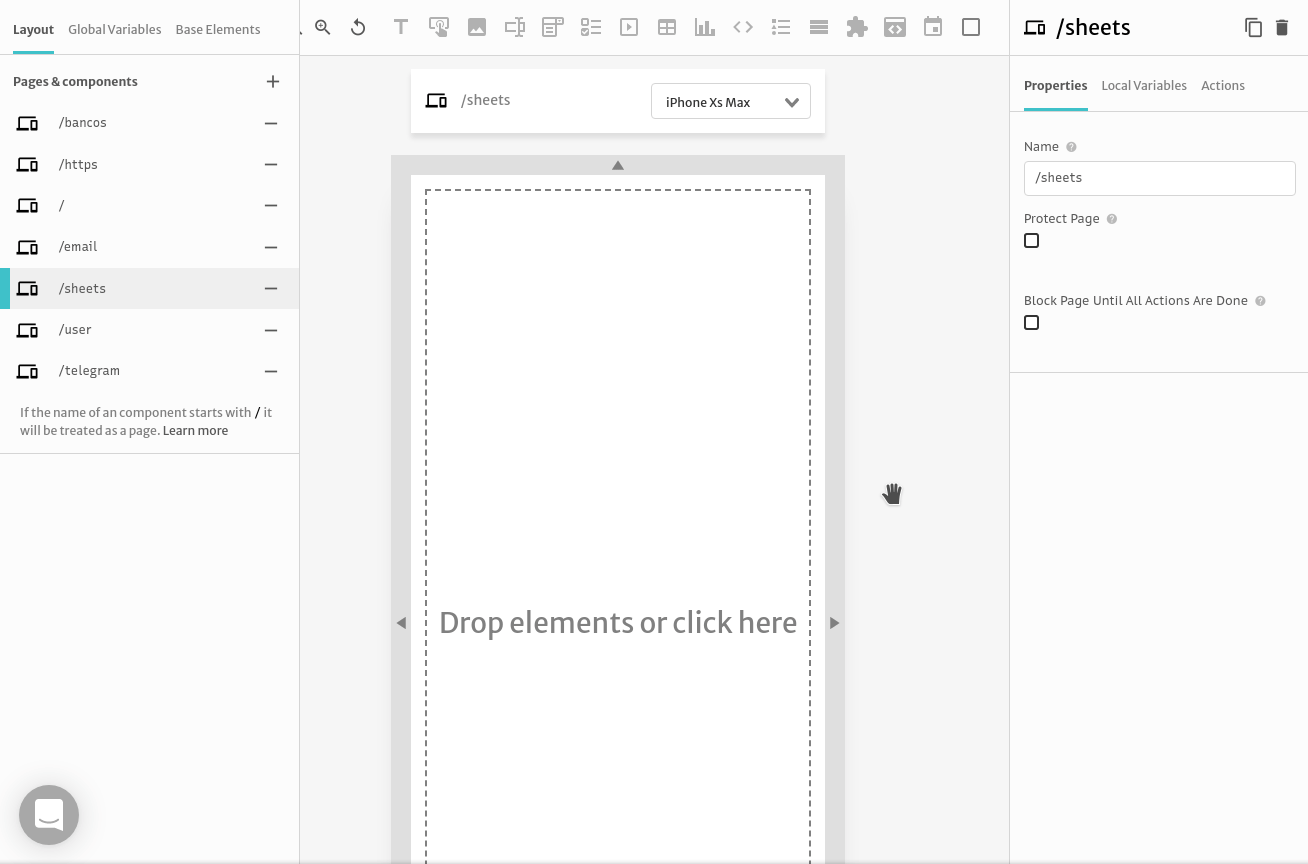 Layout Global Variables Base Elements
Pages & components
/bancos
/https
/
/email
/sheets
/user
/telegram
If the name of an component starts with / it
will be treated as a page. Learn more
/sheets
iPhone Xs Max
Drop elements or click here
/sheets
Properties Local Variables Actions
Name
/sheets
Protect Page
Block Page Until All Actions Are Done